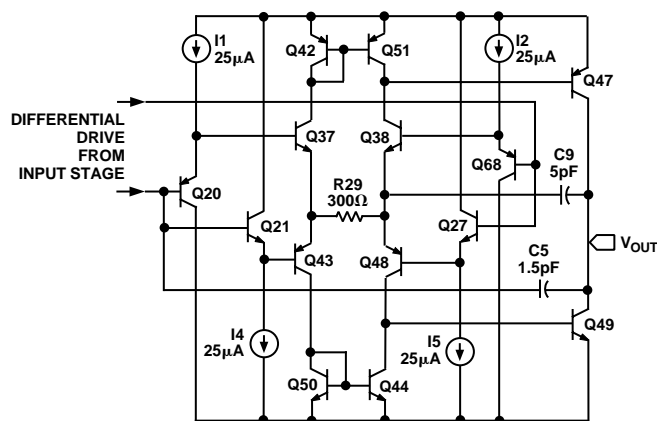 I1
25μA
Q42
Q51
I2
25μA
Q47
DIFFERENTIAL
DRIVE
FROM
INPUT STAGE
Q37
Q38
Q68
C9
5pF
Q20
Q21
R29
300Ω
Q27
VOUT
Q43
Q48
C5
1.5pF
I4
25μA
I5
25μA
Q49
Q50
Q44